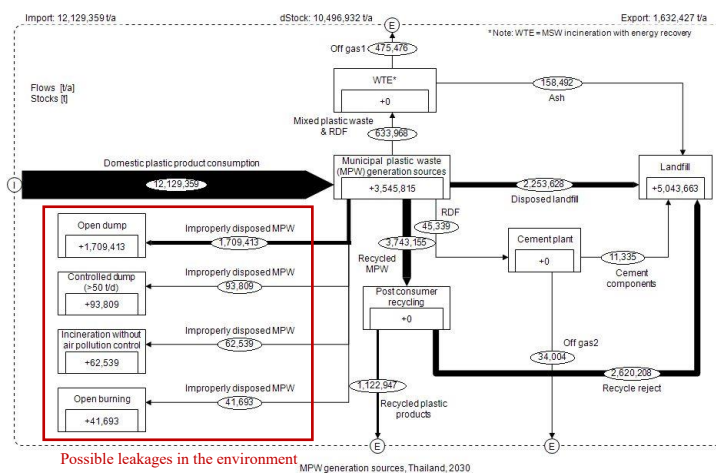 Import: 12,129,359 t/a
dStock: 10,496,932 t/a
Export: 1,632,427 t/a
E
*Note: WTE = MSW incineration with energy recovery
Off gas1
475,476
Flows [t/a]
Stocks [t]
WTE*
+0
158,492
Ash
Mixed plastic waste
& RDF
633,968
Domestic plastic product consumption
I
12,129,359
Municipal plastic waste
(MPW) generation sources
+3,545,815
2,253,628
Disposed landfill
Landfill
+5,043,663
RDF
45,339
3,743,155
Recycled
MPW
Cement plant
+0
11,335
Cement
components
Open dump
+1,709,413
Improperly disposed MPW
1,709,413
Controlled dump
(>50 t/d)
+93,809
Improperly disposed MPW
93,809
Post consumer
recycling
+0
Incineration without
air pollution control
+62,539
Improperly disposed MPW
62,539
Off gas2
34,004
2,620,208
Recycle reject
Open burning
+41,693
Improperly disposed MPW
41,693
1,122,947
Recycled plastic
products
E
E
Possible leakages in the environment
MPW generation sources, Thailand, 2030